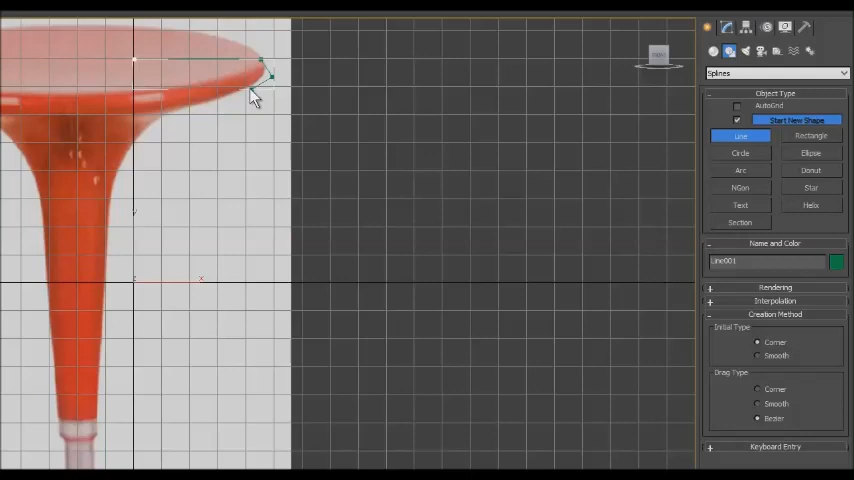 FRONT
Splines
Object Type
AutoGrid
Start New Shape
Line
Rectangle
Circle
Ellipse
Arc
Donut
NGon
Star
Text
Helix
Section
Name and Color
Line001
Rendering
Interpolation
Creation Method
Initial Type
Corner
Smooth
Drag Type
Corner
Smooth
Bezier
Keyboard Entry